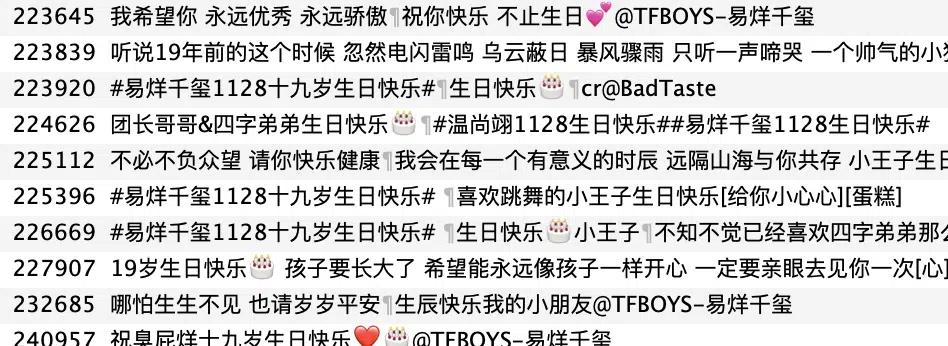 223645 我希望你 永远优秀 永远骄傲¶祝你快乐 不止生日💕@TFBOYS-易烊千玺
223839 听说19年前的这个时候 忽然电闪雷鸣 乌云蔽日 暴风骤雨 只听一声啼哭 一个帅气的小
223920 #易烊千玺1128十九岁生日快乐#¶生日快乐🎂¶cr@BadTaste
224626 团长哥哥&四字弟弟生日快乐🎂¶#温尚翊1128生日快乐##易烊千玺1128生日快乐#
225112 不必不负众望 请你快乐健康¶我会在每一个有意义的时辰 远隔山海与你共存 小王子生日
225396 #易烊千玺1128十九岁生日快乐# ¶喜欢跳舞的小王子生日快乐[给你小心心][蛋糕]
226669 #易烊千玺1128十九岁生日快乐# ¶生日快乐🎂小王子¶不知不觉已经喜欢四字弟弟那么
227907 19岁生日快乐🎂 孩子要长大了 希望能永远像孩子一样开心 一定要亲眼去见你一次[心]
232685 哪怕生生不见 也请岁岁平安¶生辰快乐我的小朋友@TFBOYS-易烊千玺
240957 祝臭屁烊十九岁生日快乐❤️🎂@TFBOYS-易烊千玺